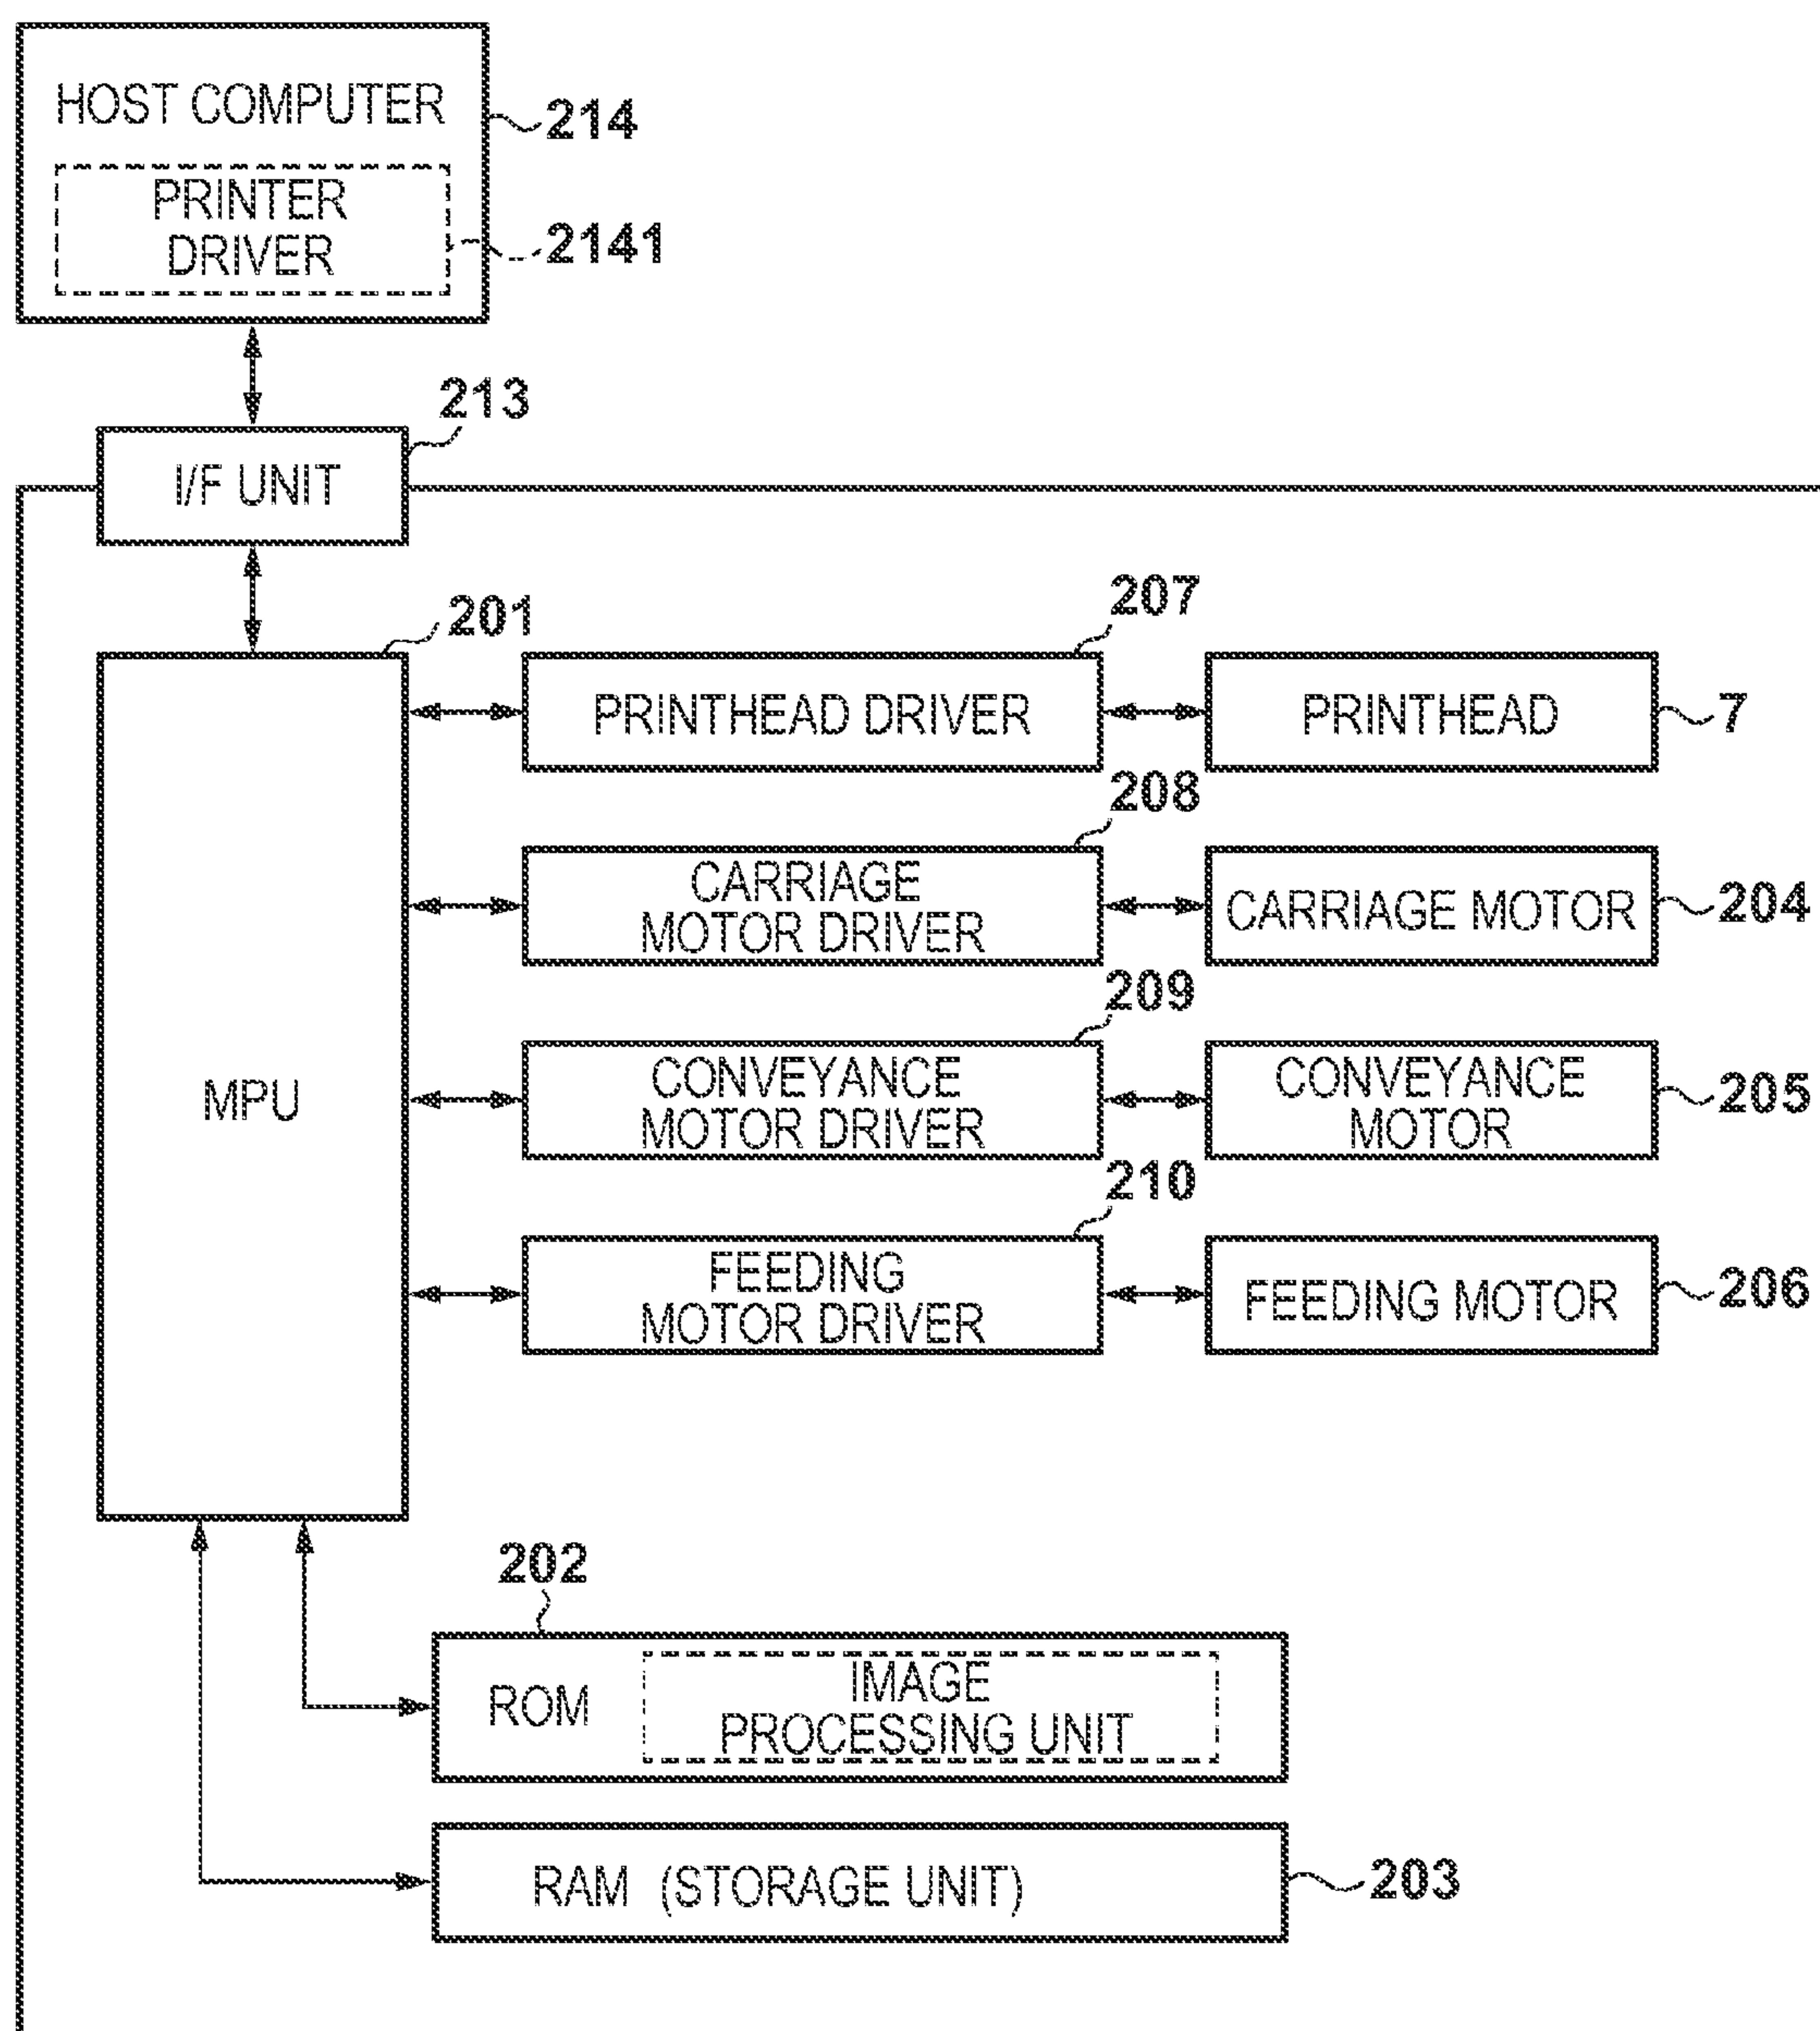 HOST COMPUTER
214
PRINTER
DRIVER
2141
213
I/F UNIT
201
207
MPU
PRINTHEAD DRIVER
PRINTHEAD
7
208
CARRIAGE
MOTOR DRIVER
CARRIAGE MOTOR
204
209
CONVEYANCE
MOTOR DRIVER
CONVEYANCE
MOTOR
205
210
FEEDING
MOTOR DRIVER
FEEDING MOTOR
206
202
ROM
IMAGE
PROCESSING UNIT
RAM (STORAGE UNIT)
203